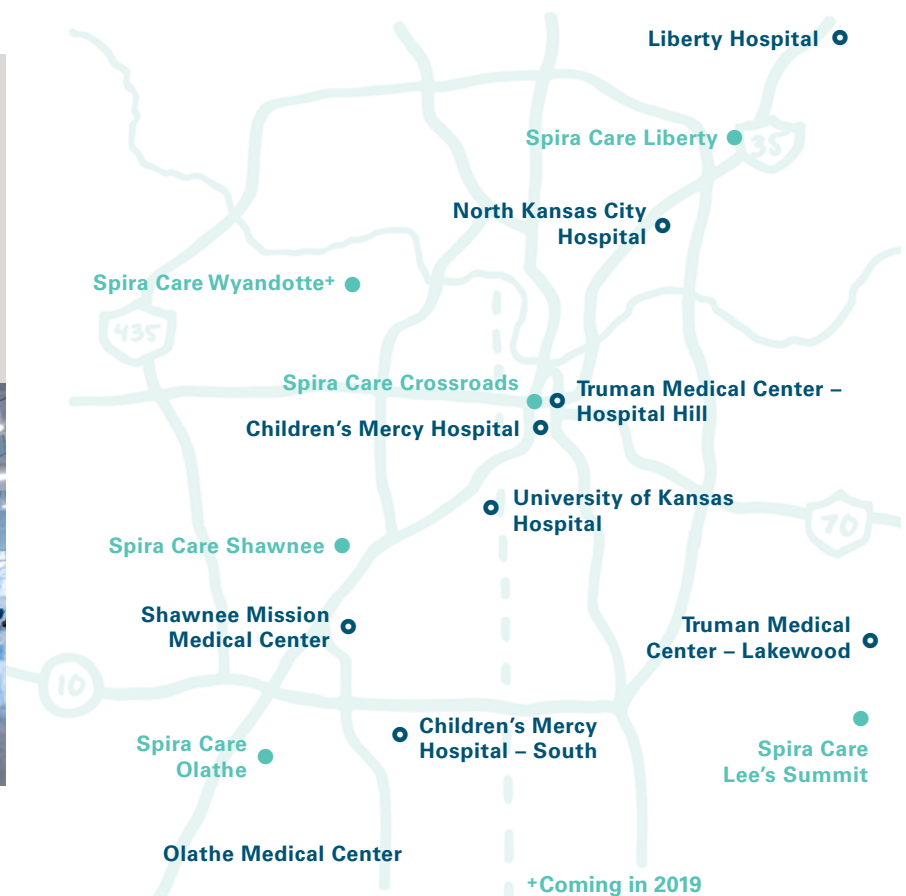 Liberty Hospital
Spira Care Liberty
35
North Kansas City
Hospital
Spira Care Wyandotte+
435
Spira Care Crossroads
Truman Medical Center –
Hospital Hill
Children's Mercy Hospital
University of Kansas
Hospital
70
Spira Care Shawnee
Shawnee Mission
Medical Center
Truman Medical
Center – Lakewood
10
Children's Mercy
Hospital – South
Spira Care
Olathe
Spira Care
Lee's Summit
Olathe Medical Center
+Coming in 2019